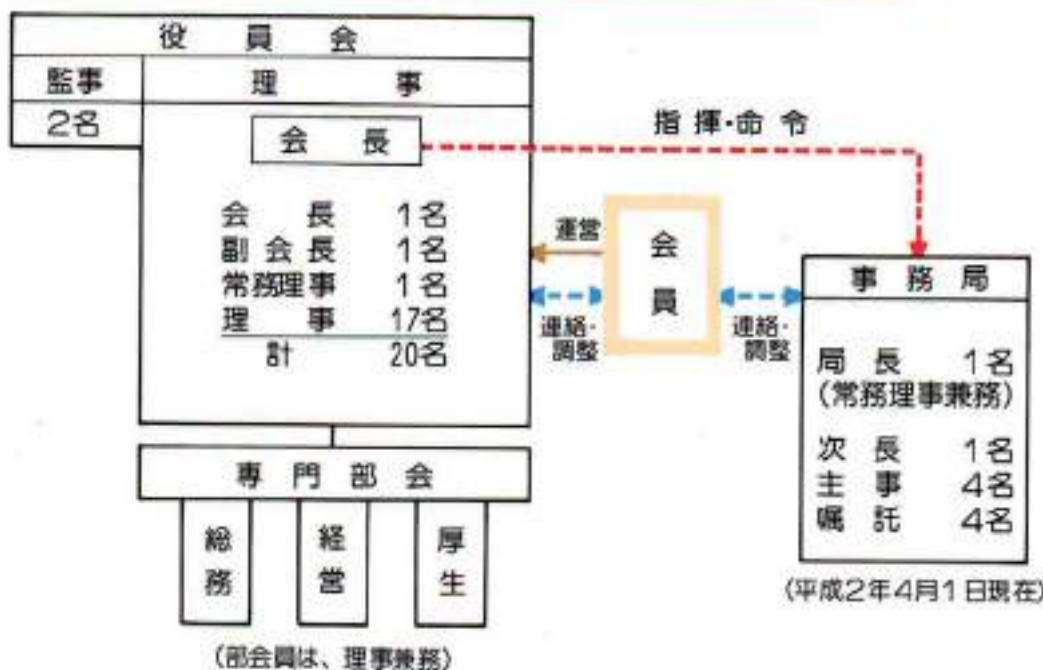 役員会
監事
理事
2名
会長
会長 1名
副会長 1名
常務理事 1名
理事 17名
計 20名
指揮・命令
運営
会員
連絡・
調整
連絡・
調整
事務局
局長 1名
(常務理事兼務)
次長 1名
主事 4名
嘱託 4名
(平成2年4月1日現在)
専門部会
総務
経営
厚生
(部会員は、理事兼務)